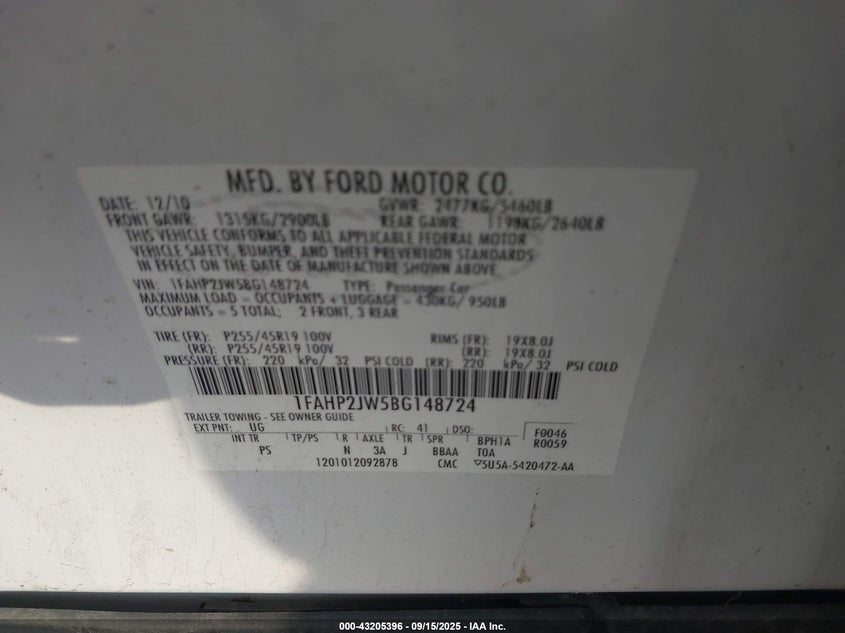 MFD. BY FORD MOTOR CO.
DATE: 12/10 GVWR: 2477KG/5460LB
FRONT GAWR: 1315KG/2900LB REAR GAWR: 1198KG/2640LB
THIS VEHICLE CONFORMS TO ALL APPLICABLE FEDERAL MOTOR
VEHICLE SAFETY, BUMPER, AND THEFT PREVENTION STANDARDS
IN EFFECT ON THE DATE OF MANUFACTURE SHOWN ABOVE.
VIN: 1FAHP2JW5BG148724 TYPE: Passenger Car
MAXIMUM LOAD = OCCUPANTS + LUGGAGE = 430KG/ 950LB
OCCUPANTS = 5 TOTAL; 2 FRONT, 3 REAR
TIRE (FR): P255/45R19 100V RIMS (FR): 19X8.0J
(RR): P255/45R19 100V (RR): 19X8.0J
PRESSURE (FR): 220 kPa/ 32 PSI COLD (RR): 220 kPa/ 32 PSI COLD
1FAHP2JW5BG148724
TRAILER TOWING - SEE OWNER GUIDE
EXT PNT: UG RC: 41 DSO: F0046
INT TR TP/PS R AXLE TR SPR BPH1A R0059
PS N 3A J BBAA T0A
1201012092878 CMC 5U5A-5420472-AA
000-43205396 - 09/15/2025 - IAA Inc.